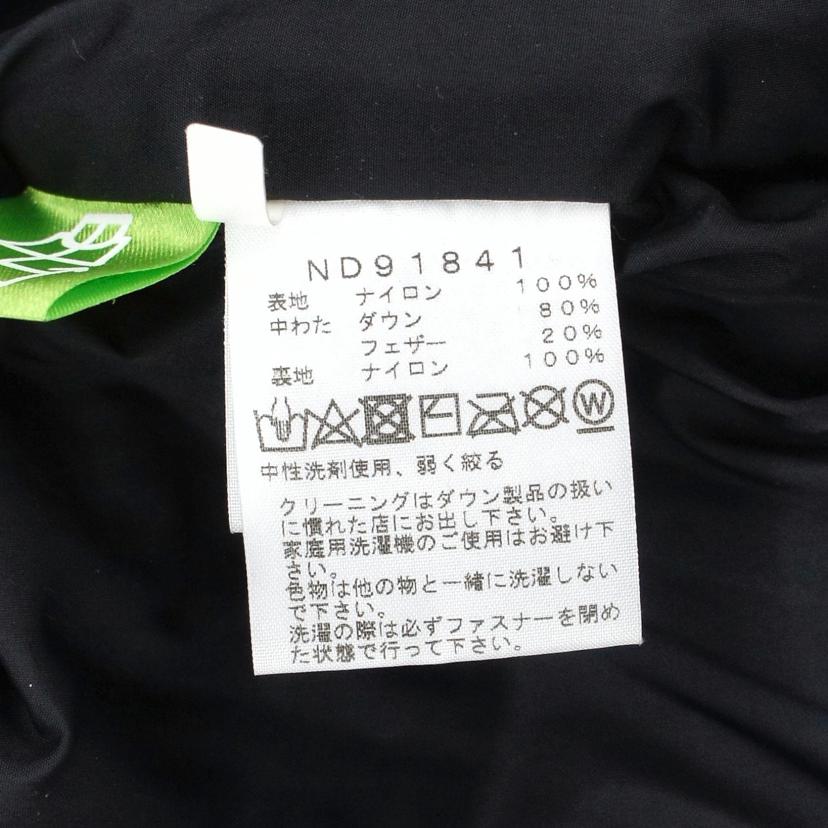 ND91841
表地 ナイロン 100%
中わた ダウン 80%
フェザー 20%
裏地 ナイロン 100%
W
中性洗剤使用、弱く絞る
クリーニングはダウン製品の扱い
に慣れた店にお出し下さい。
家庭用洗濯機のご使用はお避け下
さい。
色物は他の物と一緒に洗濯しない
で下さい。
洗濯の際は必ずファスナーを閉め
た状態で行って下さい。